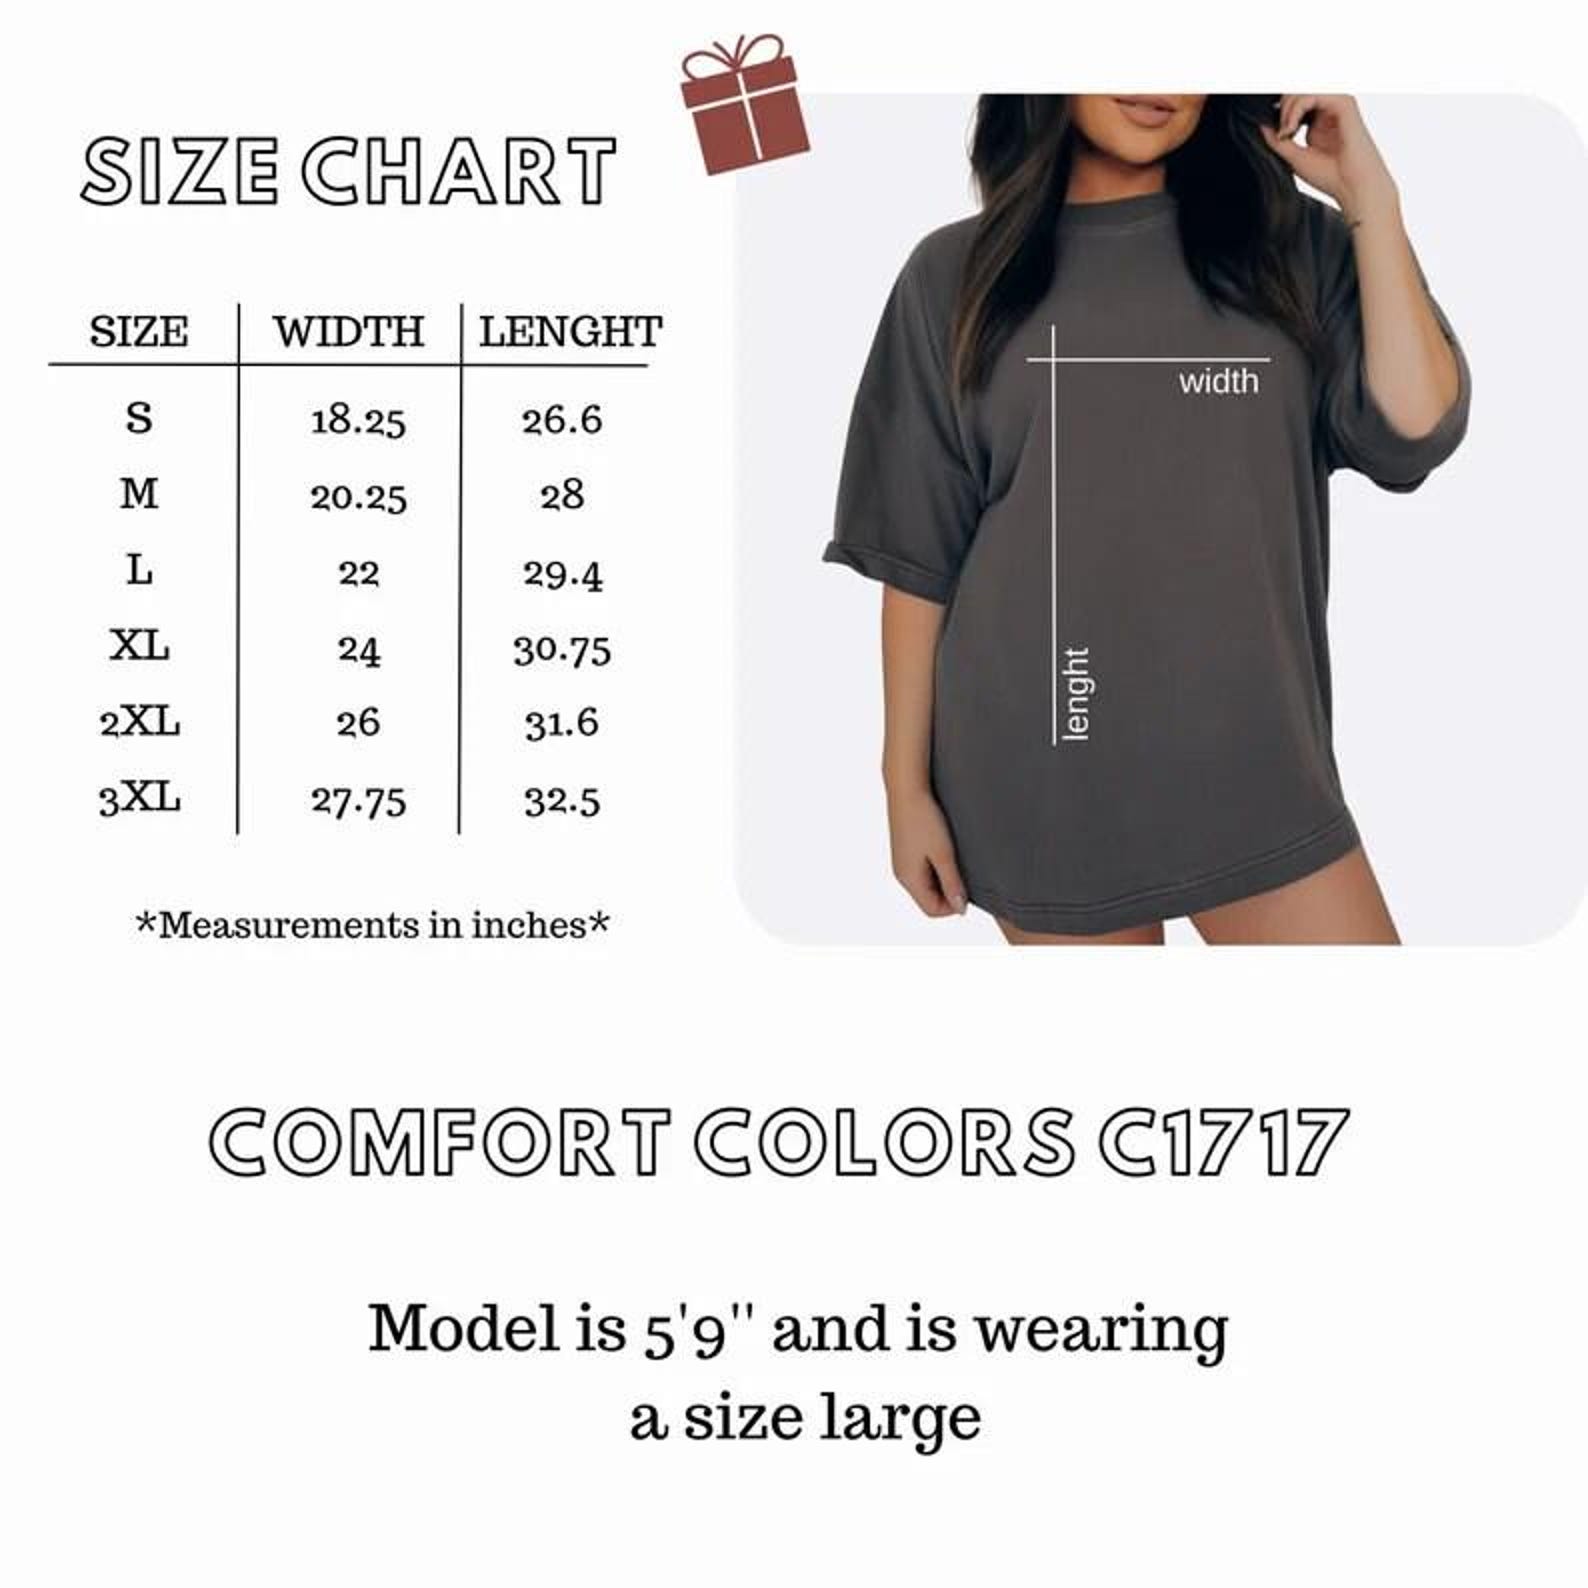 SIZE CHART
SIZE WIDTH LENGHT
S 18.25 26.6
M 20.25 28
L 22 29.4
XL 24 30.75
2XL 26 31.6
3XL 27.75 32.5
*Measurements in inches*
width
lenght
COMFORT COLORS C1717
Model is 5'9'' and is wearing
a size large